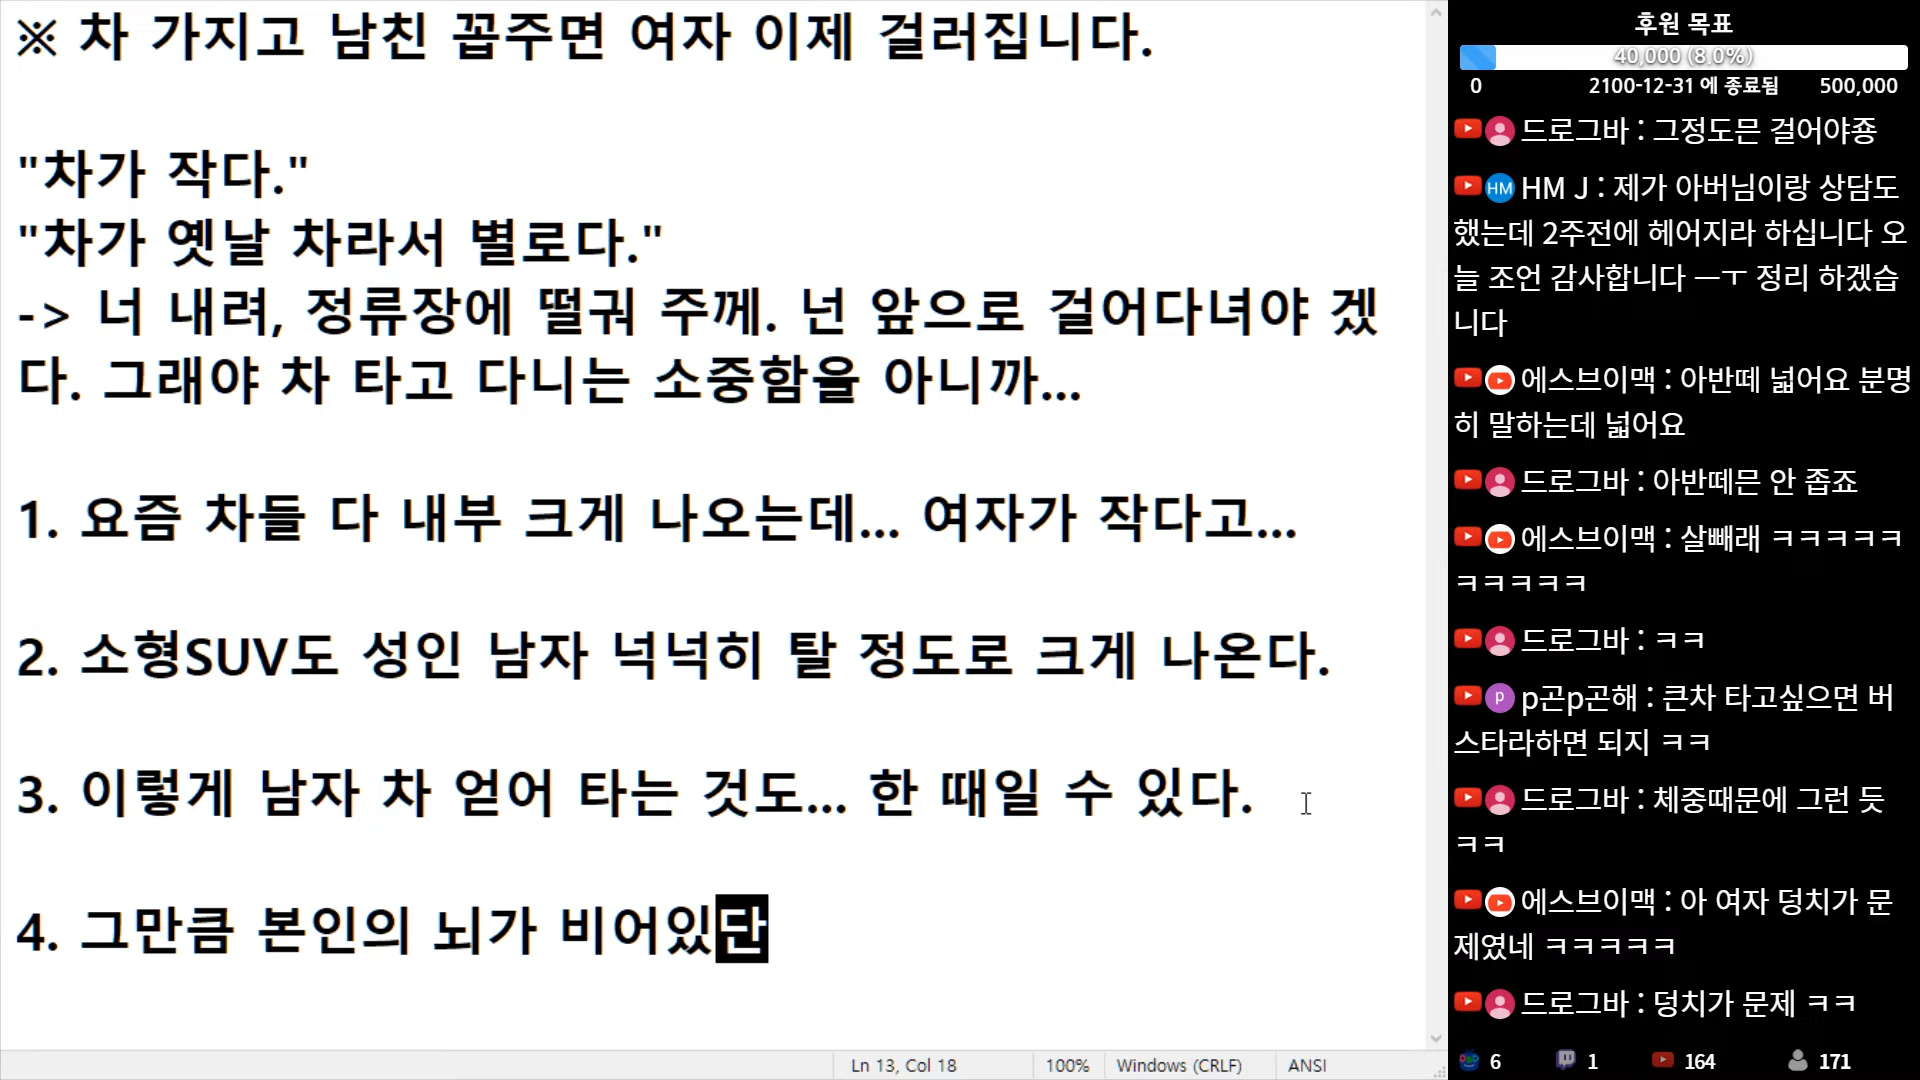 ※ 차 가지고 남친 꼽주면 여자 이제 걸러집니다.
"차가 작다."
"차가 옛날 차라서 별로다."
-> 너 내려, 정류장에 떨궈 주께. 넌 앞으로 걸어다녀야 겠
다. 그래야 차 타고 다니는 소중함을 아니까...
1. 요즘 차들 다 내부 크게 나오는데... 여자가 작다고...
2. 소형SUV도 성인 남자 넉넉히 탈 정도로 크게 나온다.
3. 이렇게 남자 차 얻어 타는 것도... 한 때일 수 있다.
4. 그만큼 본인의 뇌가 비어있단
Ln 13, Col 18
100%
Windows (CRLF)
ANSI
후원 목표
40,000 (8.0%)
0 2100-12-31 에 종료됨 500,000
드로그바 : 그정도믄 걸어야죵
HM HM J : 제가 아버님이랑 상담도
했는데 2주전에 헤어지라 하십니다 오
늘 조언 감사합니다 ㅡㅜ 정리 하겠습
니다
에스브이맥 : 아반떼 넓어요 분명
히 말하는데 넓어요
드로그바 : 아반떼믄 안 좁죠
에스브이맥 : 살빼래 ㅋㅋㅋㅋㅋ
ㅋㅋㅋㅋㅋ
드로그바 : ㅋㅋ
P p곤p곤해 : 큰차 타고싶으면 버
스타라하면 되지 ㅋㅋ
드로그바 : 체중때문에 그런 듯
ㅋㅋ
에스브이맥 : 아 여자 덩치가 문
제였네 ㅋㅋㅋㅋㅋ
드로그바 : 덩치가 문제 ㅋㅋ
6 1 164 171